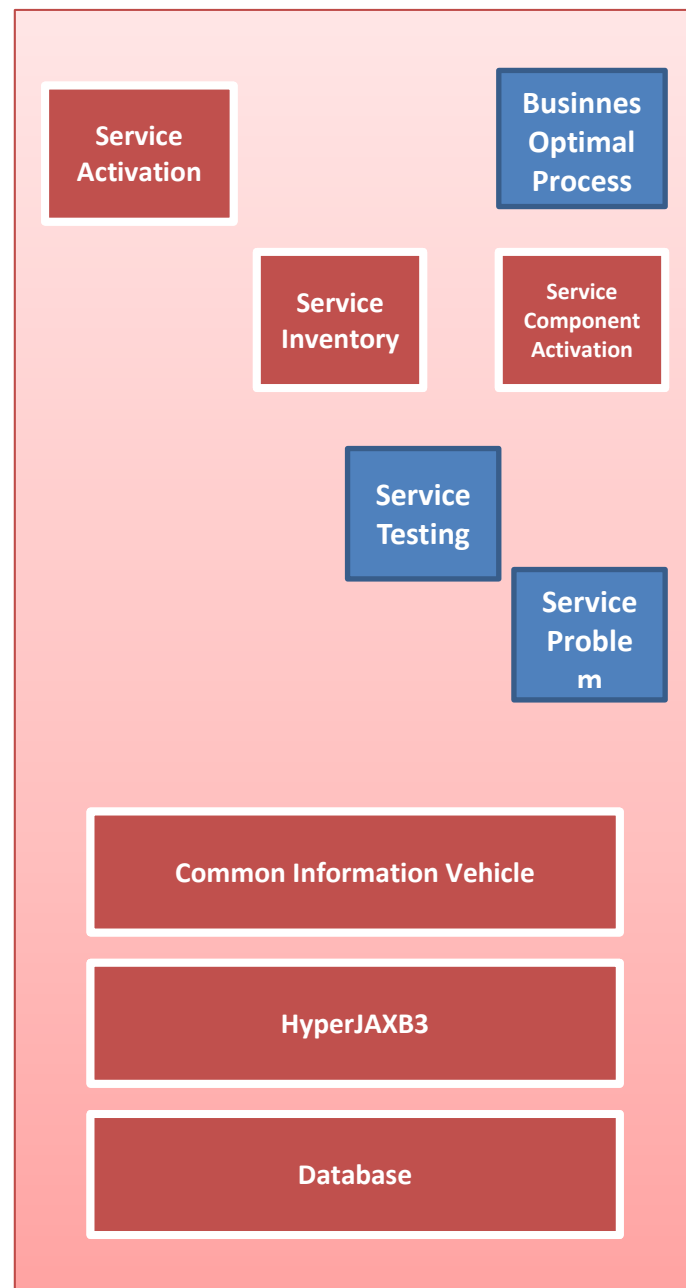 Service
Activation
Businnes
Optimal
Process
Service
Inventory
Service
Component
Activation
Service
Testing
Service
Proble
m
Common Information Vehicle
HyperJAXB3
Database